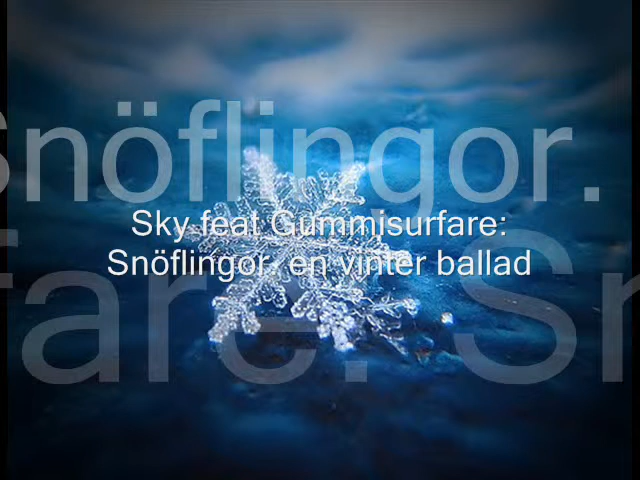 Snöflingor.
Sky feat Gummisurfare:
Snöflingor. en vinter ballad
fare. Sn